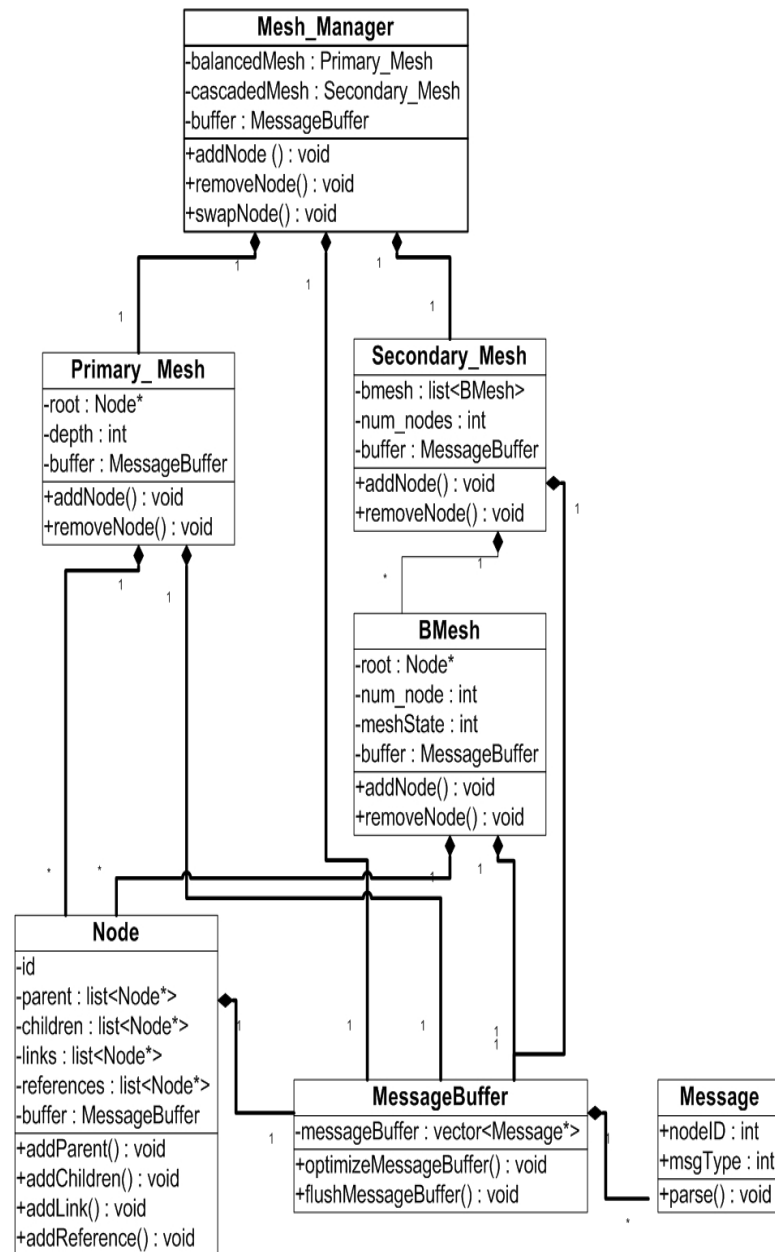 Mesh_Manager
-balancedMesh : Primary_Mesh
-cascadedMesh : Secondary_Mesh
-buffer : MessageBuffer
+addNode () : void
+removeNode() : void
+swapNode() : void
1
1
1
1
1
Primary_ Mesh
-root : Node*
-depth : int
-buffer : MessageBuffer
+addNode() : void
+removeNode() : void
Secondary_Mesh
-bmesh : list<BMesh>
-num_nodes : int
-buffer : MessageBuffer
+addNode() : void
+removeNode() : void
1
1
1
*
1
BMesh
-root : Node*
-num_node : int
-meshState : int
-buffer : MessageBuffer
+addNode() : void
+removeNode() : void
*
*
1
1
Node
-id
-parent : list<Node*>
-children : list<Node*>
-links : list<Node*>
-references : list<Node*>
-buffer : MessageBuffer
+addParent() : void
+addChildren() : void
+addLink() : void
+addReference() : void
1
1
1
1
1
1
MessageBuffer
-messageBuffer : vector<Message*>
+optimizeMessageBuffer() : void
+flushMessageBuffer() : void
1
*
Message
+nodeID : int
+msgType : int
+parse() : void